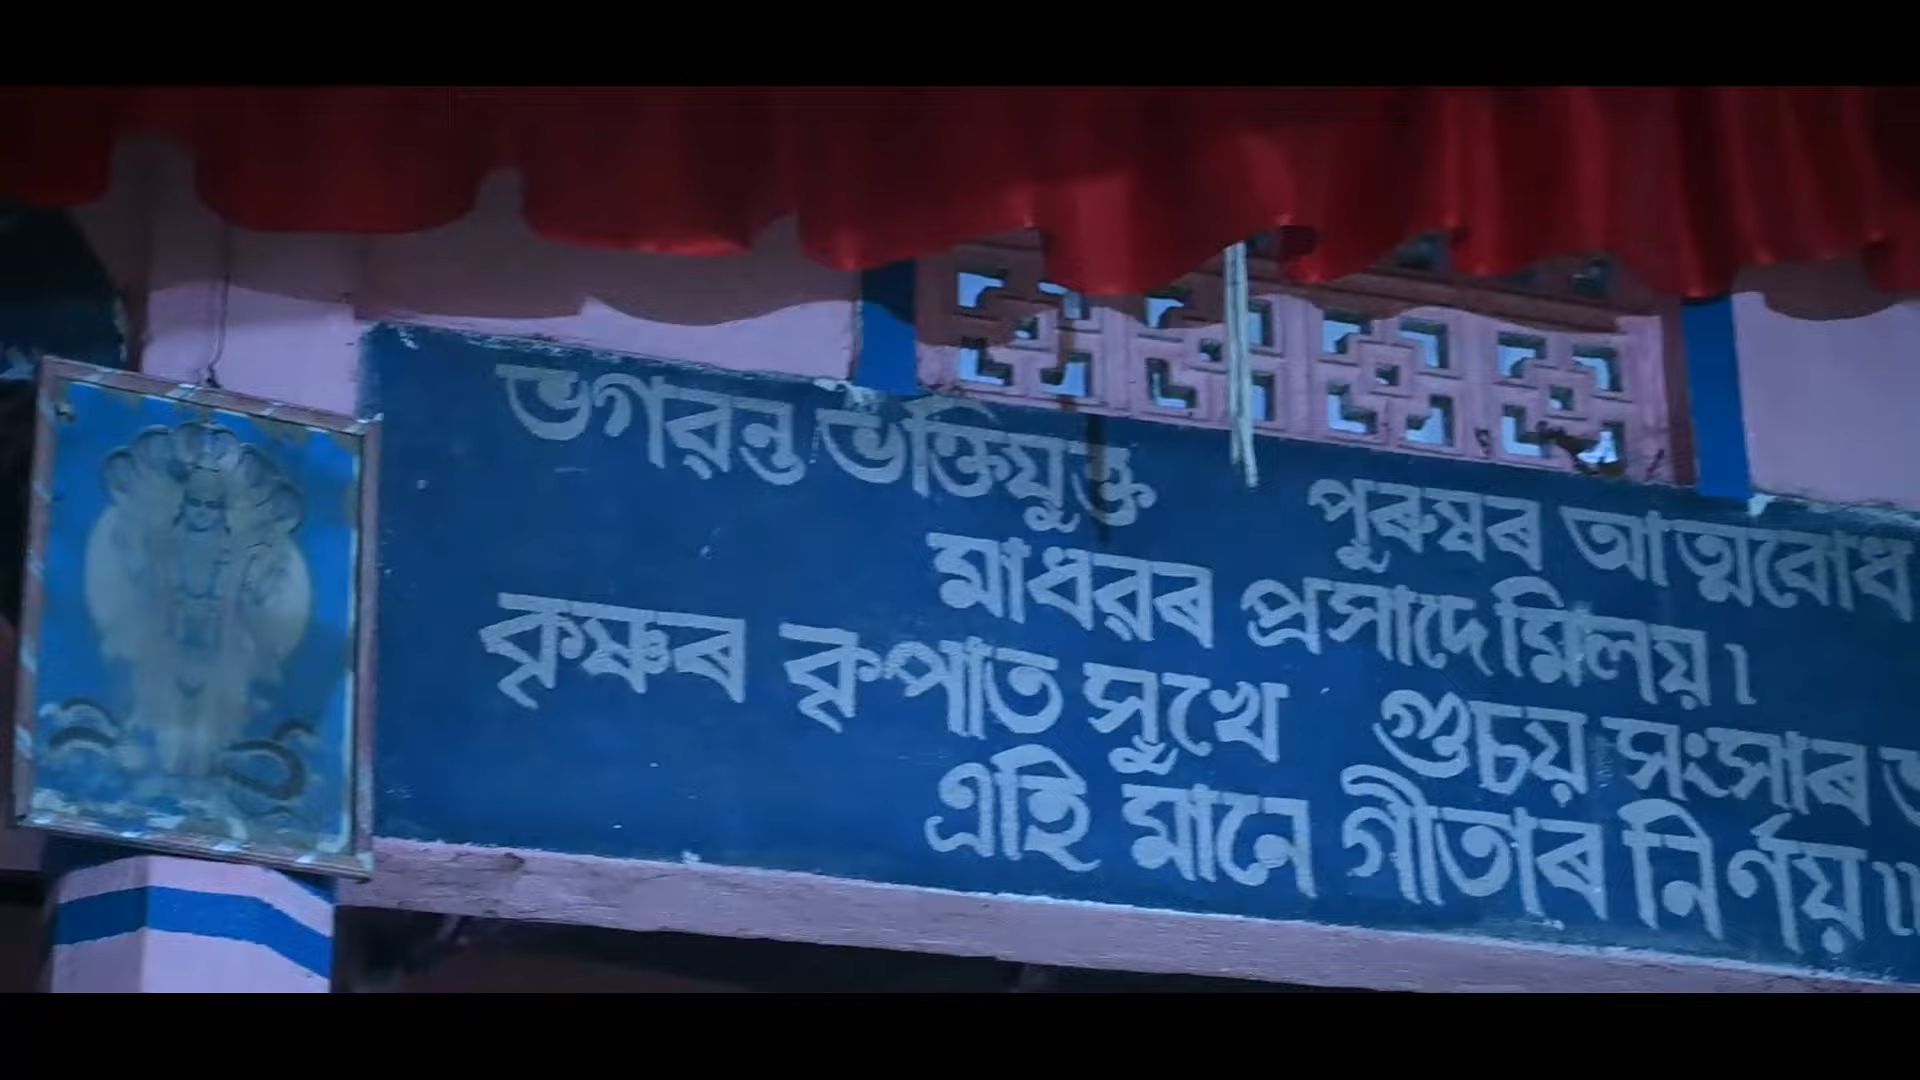 ভগৱন্ত ভক্তিযুক্ত পুৰুষৰ আত্মবোধ
মাধৱৰ প্ৰসাদে মিলয়।
কৃষ্ণৰ কৃপাত সুখে গুচয় সংসাৰ
এহি মানে গীতাৰ নিৰ্ণয়॥